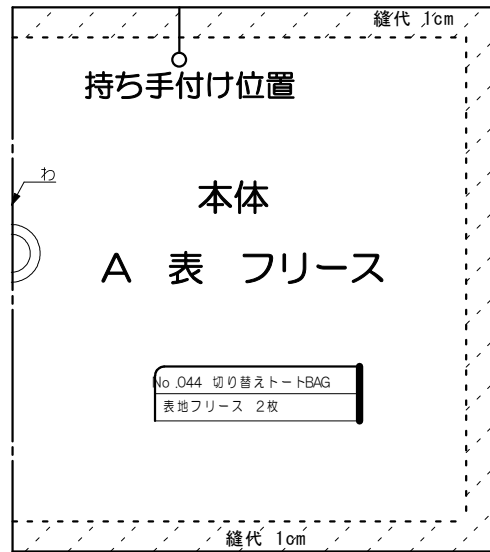 縫代 1cm
持ち手付け位置
わ
本体
A 表 フリース
No.044 切り替えトートBAG
表地フリース 2枚
縫代 1cm